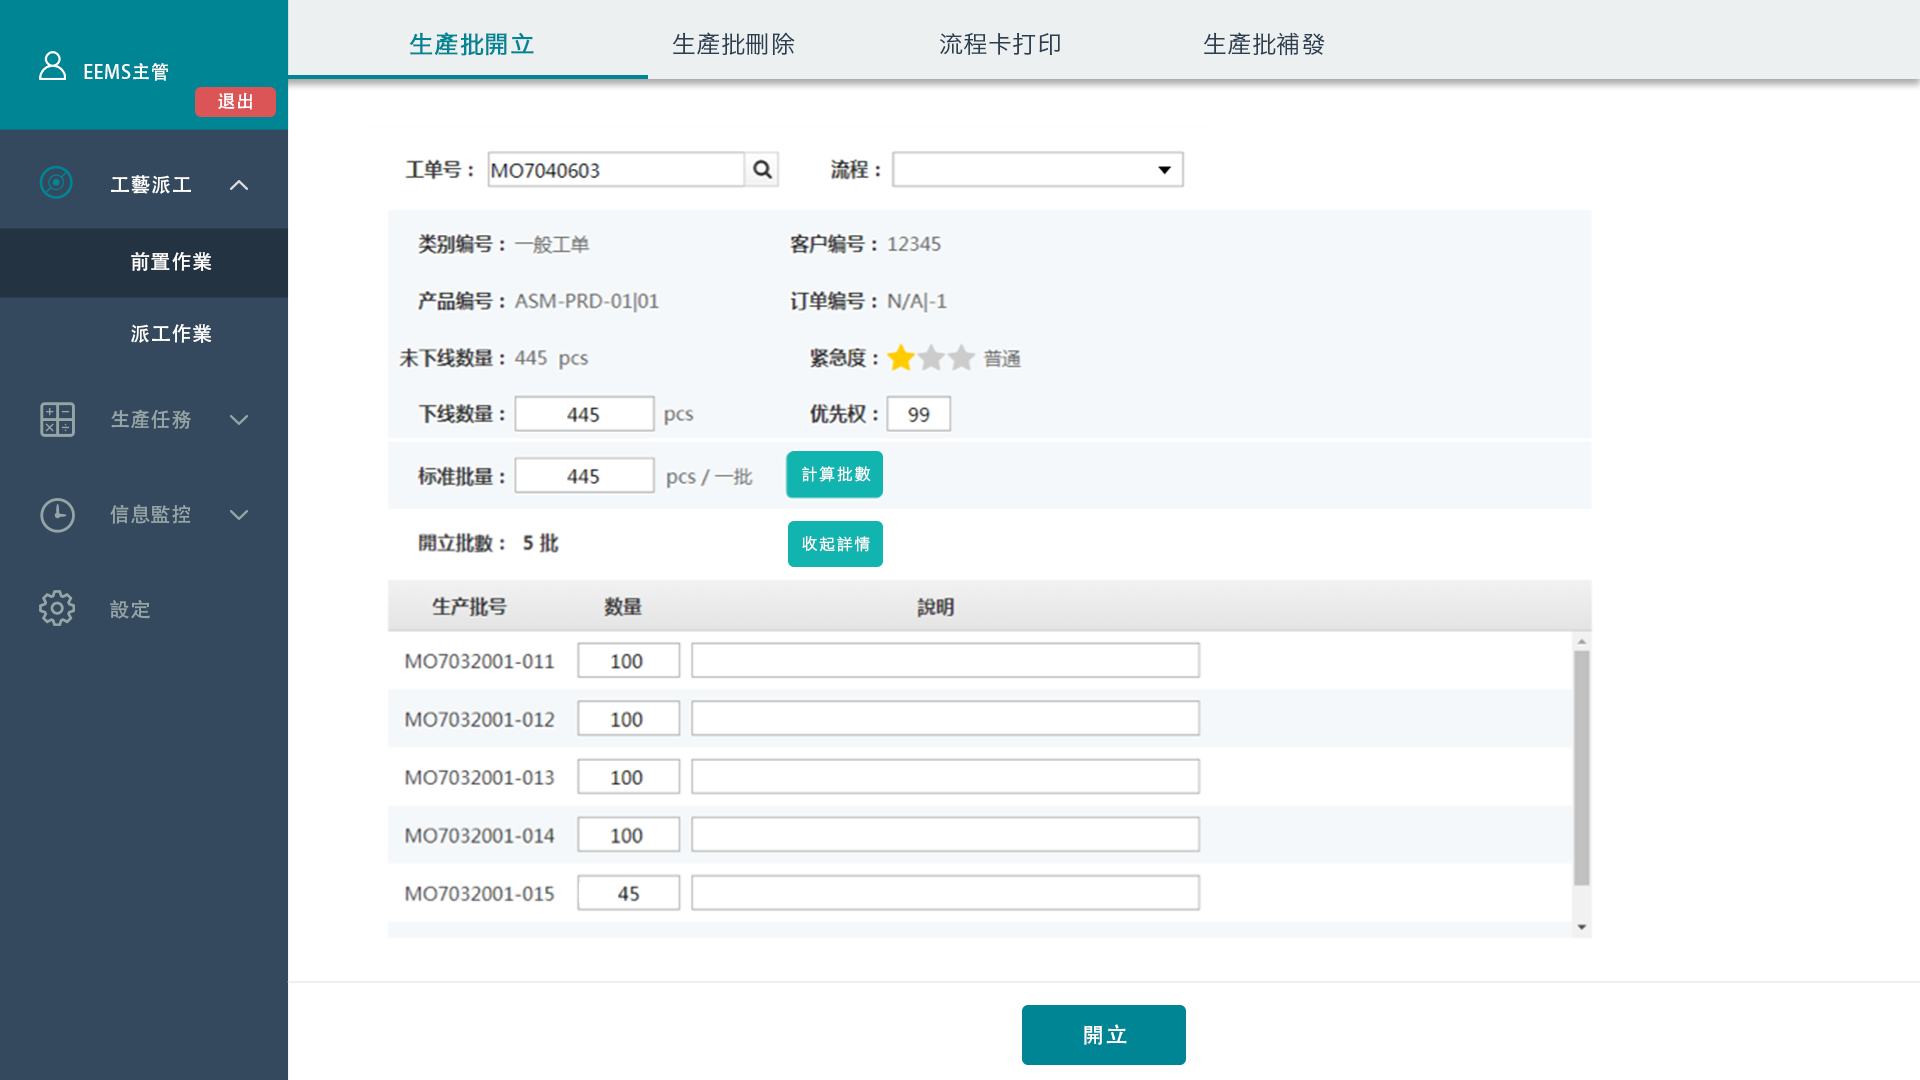 EEMS主管
退出
工藝派工
前置作業
派工作業
生產任務
信息監控
設定
生產批開立 生產批刪除 流程卡打印 生產批補發
工单号： MO7040603 流程：
类别编号： 一般工单 客户编号： 12345
产品编号： ASM-PRD-01|01 订单编号： N/A|-1
未下线数量： 445 pcs 紧急度： 普通
下线数量： 445 pcs 优先权： 99
标准批量： 445 pcs / 一批 計算批數
開立批數： 5 批 收起詳情
生产批号 数量 說明
MO7032001-011 100
MO7032001-012 100
MO7032001-013 100
MO7032001-014 100
MO7032001-015 45
開立